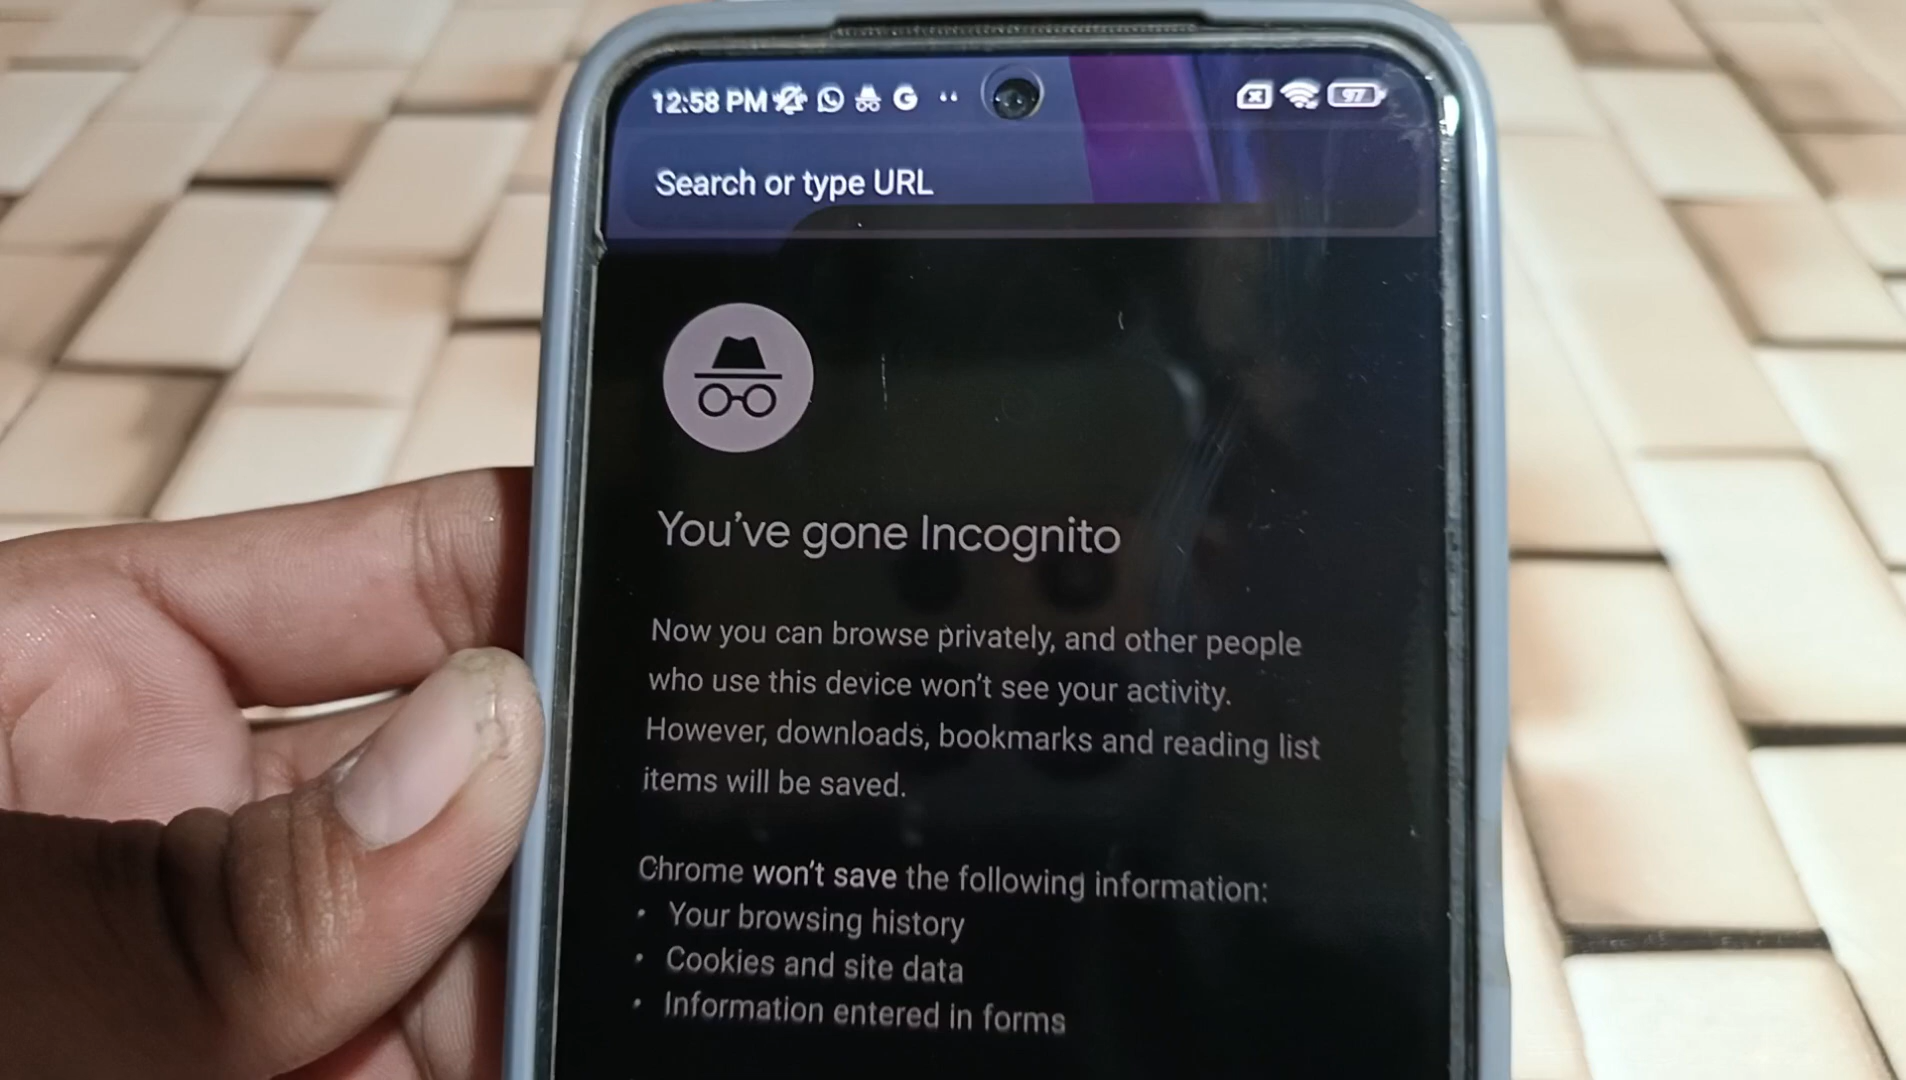 12:58 PM G 97
Search or type URL
You've gone Incognito
Now you can browse privately, and other people
who use this device won't see your activity.
However, downloads, bookmarks and reading list
items will be saved.
Chrome won't save the following information:
• Your browsing history
• Cookies and site data
• Information entered in forms